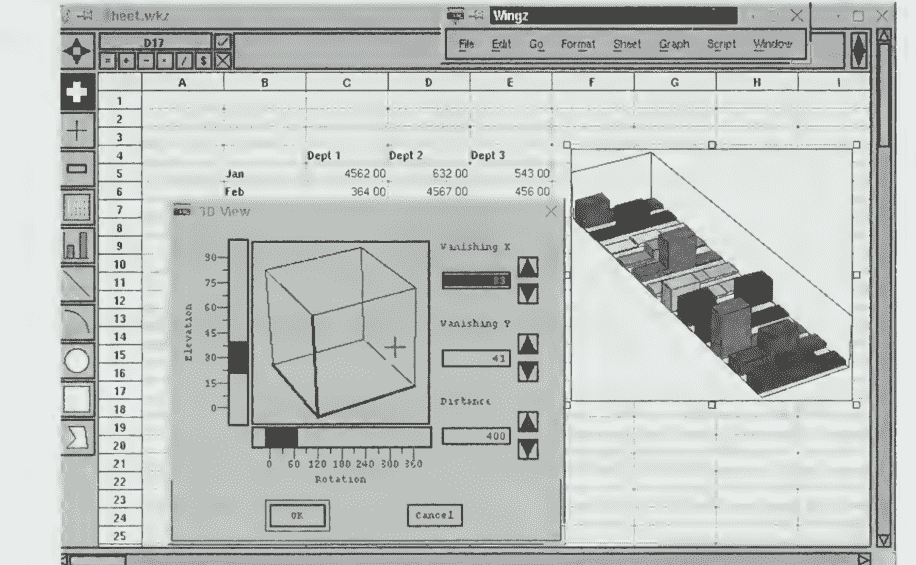 Sheet.wkz
Wingz
D17
= + - * / $
File Edit Go Format Sheet Graph Script Window
A B C D E F G H I
1
2
3
4 Dept 1 Dept 2 Dept 3
5 Jan 4562.00 632.00 543.00
6 Feb 364.00 4567.00 456.00
7
8
9
10
11
12
13
14
15
16
17
18
19
20
21
22
23
24
25
3D View
Vanishing X
Vanishing Y
41
Distance
400
Elevation
90
75
60
45
30
15
0
0 60 120 180 240 300 360
Rotation
OK Cancel